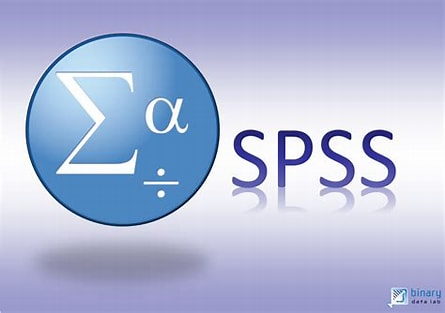 Σ α
÷
SPSS
binary
data lab